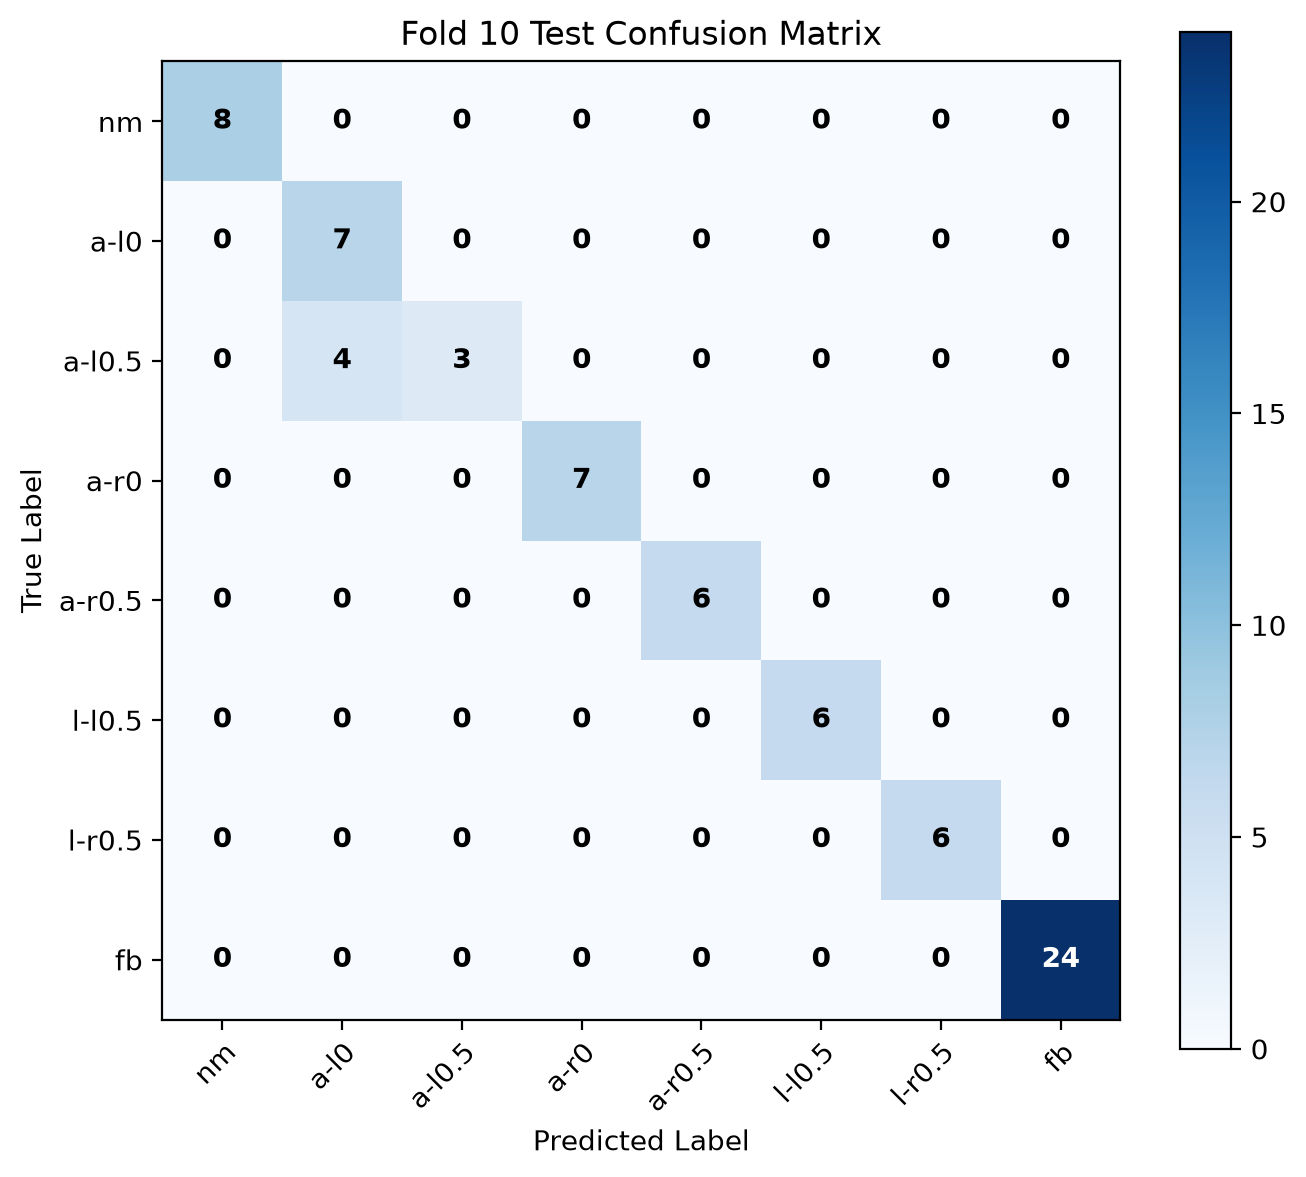 Fold 10 Test Confusion Matrix
nm 8 0 0 0 0 0 0 0
a-l0 0 7 0 0 0 0 0 0
a-l0.5 0 4 3 0 0 0 0 0
a-r0 0 0 0 7 0 0 0 0
a-r0.5 0 0 0 0 6 0 0 0
l-l0.5 0 0 0 0 0 6 0 0
l-r0.5 0 0 0 0 0 0 6 0
fb 0 0 0 0 0 0 0 24
nm a-l0 a-l0.5 a-r0 a-r0.5 l-l0.5 l-r0.5 fb
Predicted Label
True Label
20
15
10
5
0